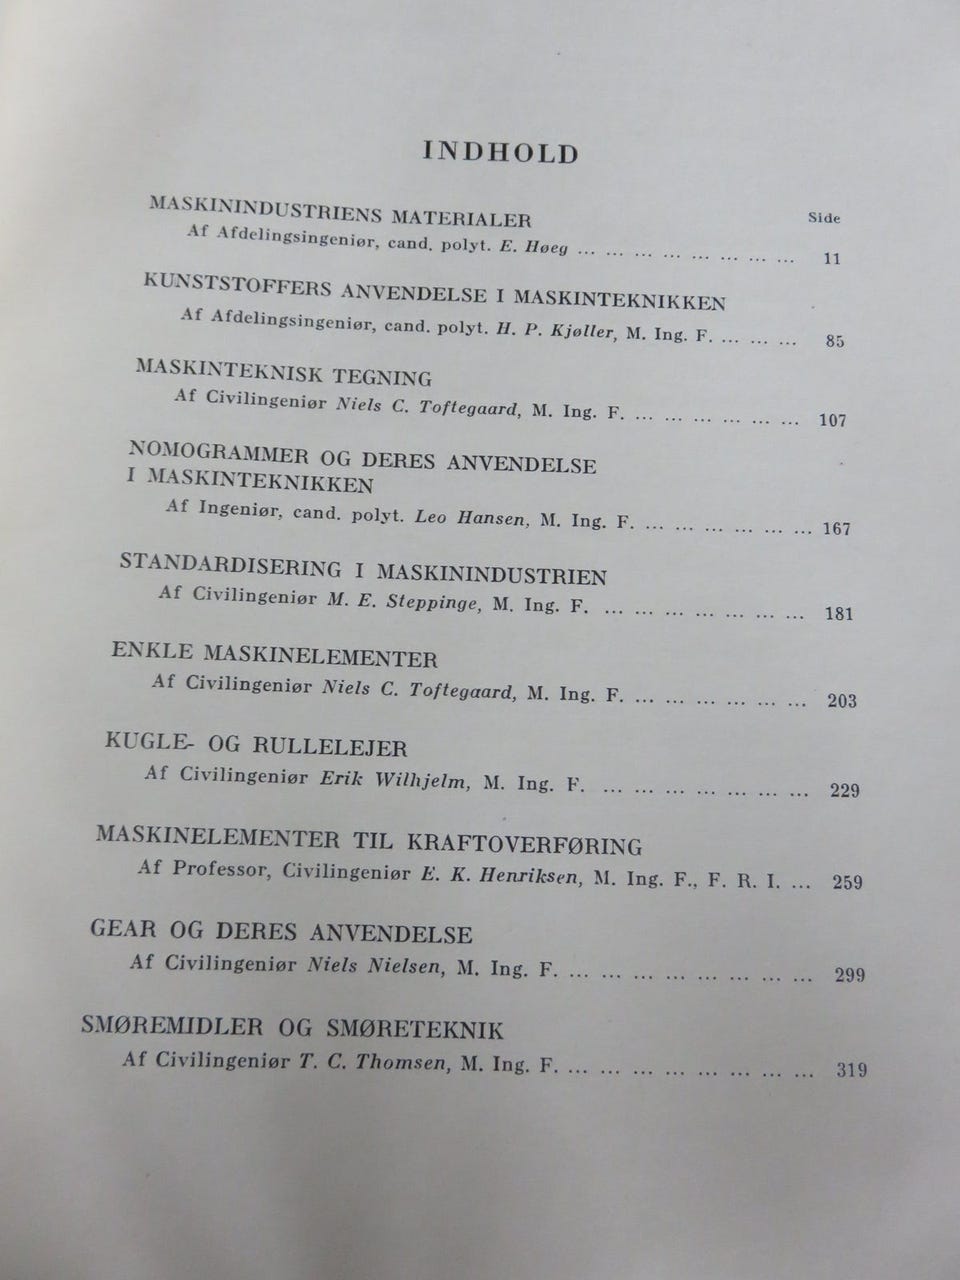 INDHOLD
Side
MASKININDUSTRIENS MATERIALER
Af Afdelingsingeniør, cand. polyt. E. Høeg ... ... ... ... ... ... ... ... 11
KUNSTSTOFFERS ANVENDELSE I MASKINTEKNIKKEN
Af Afdelingsingeniør, cand. polyt. H. P. Kjøller, M. Ing. F. ... ... ... 85
MASKINTEKNISK TEGNING
Af Civilingeniør Niels C. Toftegaard, M. Ing. F. ... ... ... ... ... ... 107
NOMOGRAMMER OG DERES ANVENDELSE
I MASKINTEKNIKKEN
Af Ingeniør, cand. polyt. Leo Hansen, M. Ing. F. ... ... ... ... ... ... 167
STANDARDISERING I MASKININDUSTRIEN
Af Civilingeniør M. E. Steppinge, M. Ing. F. ... ... ... ... ... ... ... 181
ENKLE MASKINELEMENTER
Af Civilingeniør Niels C. Toftegaard, M. Ing. F. ... ... ... ... ... ... 203
KUGLE- OG RULLELEJER
Af Civilingeniør Erik Wilhjelm, M. Ing. F. ... ... ... ... ... ... ... 229
MASKINELEMENTER TIL KRAFTOVERFØRING
Af Professor, Civilingeniør E. K. Henriksen, M. Ing. F., F. R. I. ... 259
GEAR OG DERES ANVENDELSE
Af Civilingeniør Niels Nielsen, M. Ing. F. ... ... ... ... ... ... ... ... 299
SMØREMIDLER OG SMØRETEKNIK
Af Civilingeniør T. C. Thomsen, M. Ing. F. ... ... ... ... ... ... ... ... 319